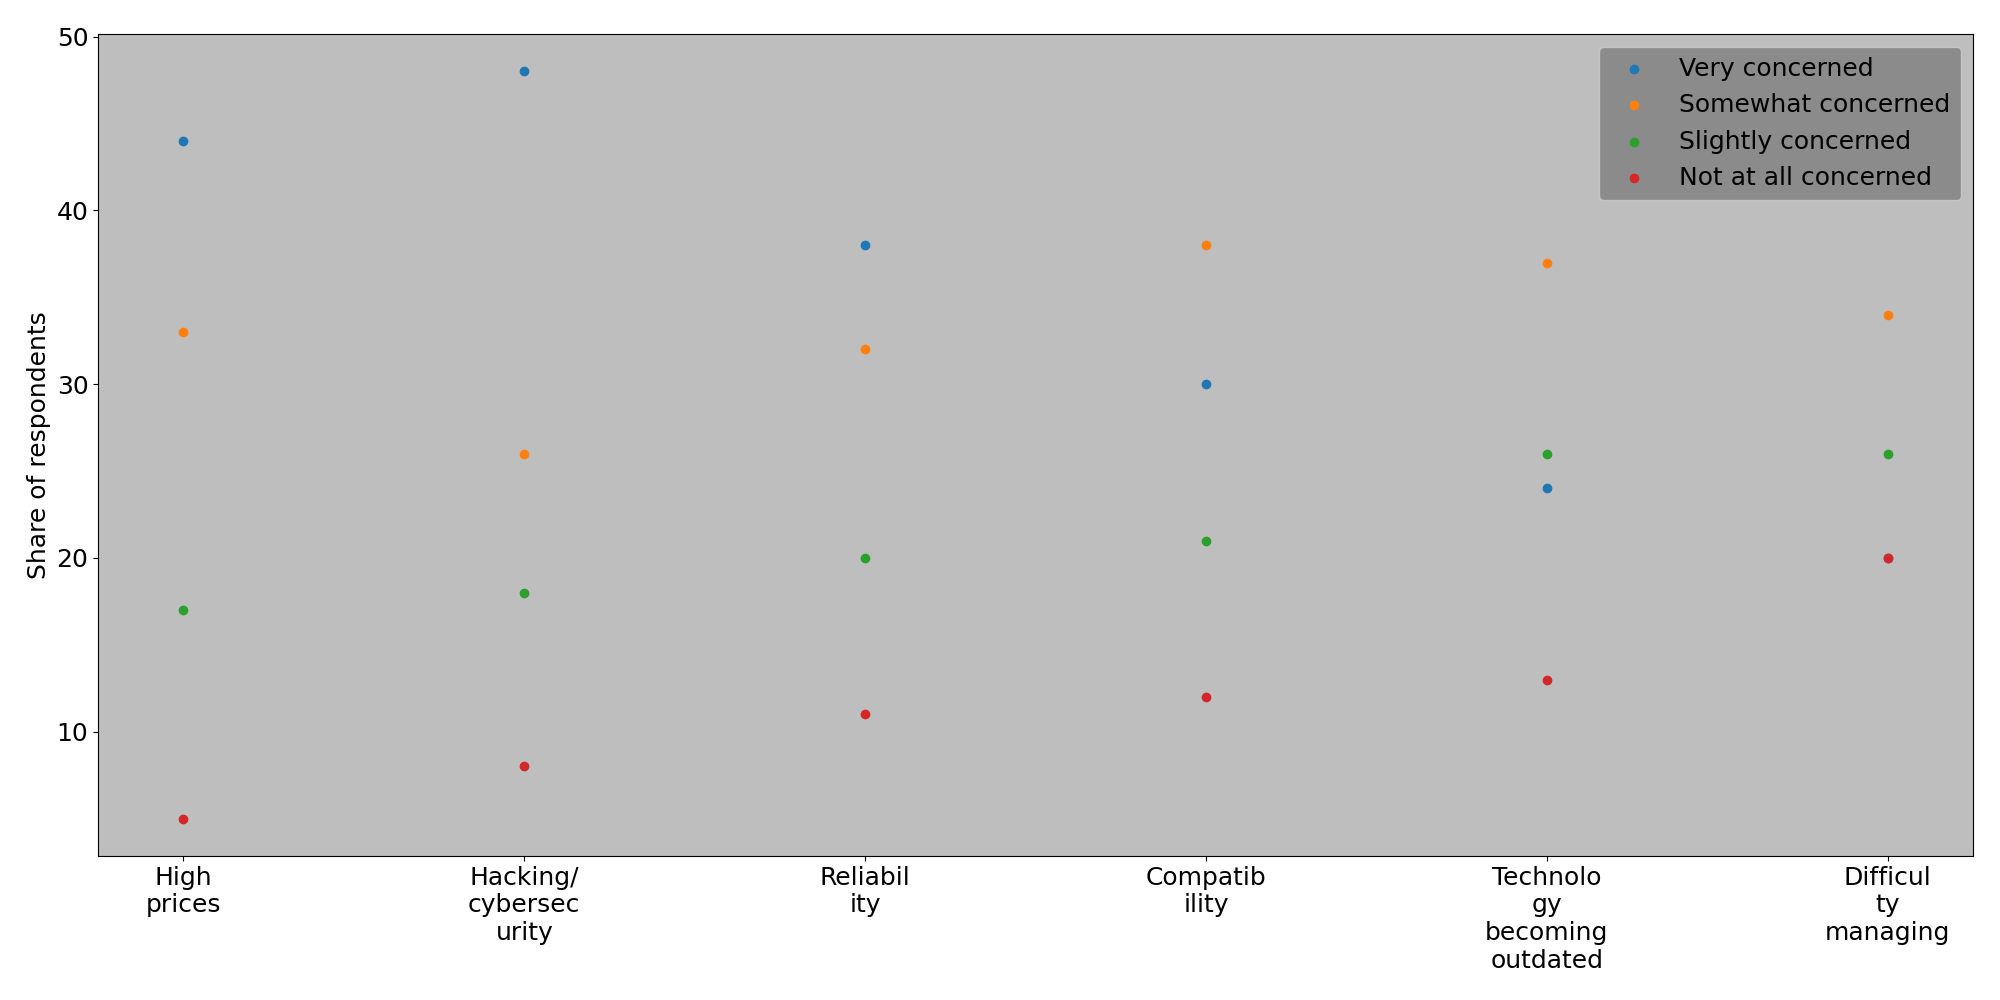 50
40
30
20
10
Share of respondents
Very concerned
Somewhat concerned
Slightly concerned
Not at all concerned
High
prices
Hacking/
cybersec
urity
Reliabil
ity
Compatib
ility
Technolo
gy
becoming
outdated
Difficul
ty
managing